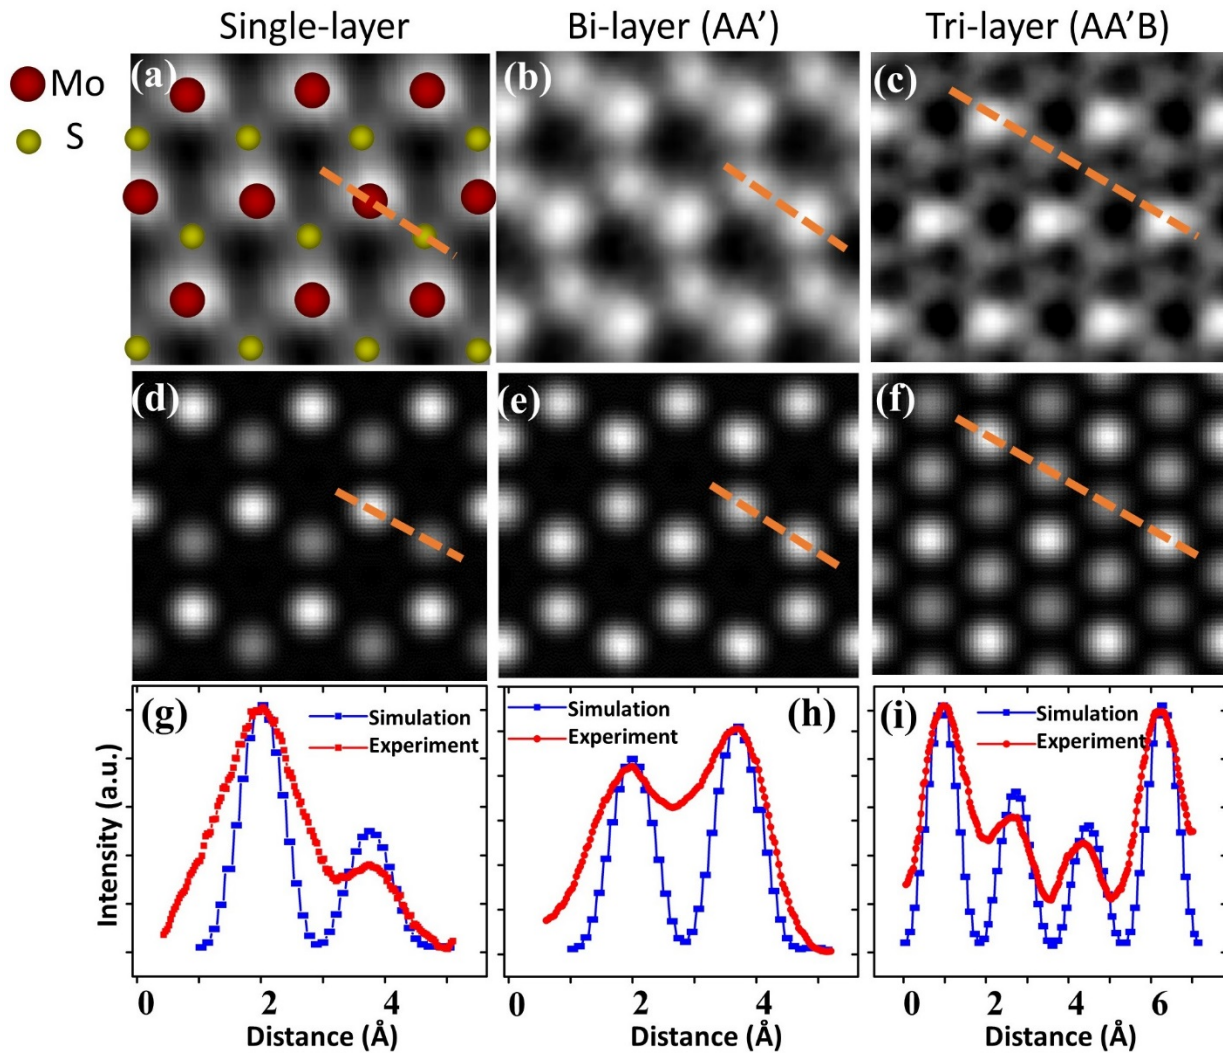 Single-layer
Bi-layer (AA')
Tri-layer (AA'B)
Mo
S
(a)
(b)
(c)
(d)
(e)
(f)
(g)
Simulation
Experiment
Simulation
Experiment
(h)
(i)
Simulation
Experiment
Intensity (a.u.)
0 2 4
0 2 4
0 2 4 6
Distance (Å)
Distance (Å)
Distance (Å)